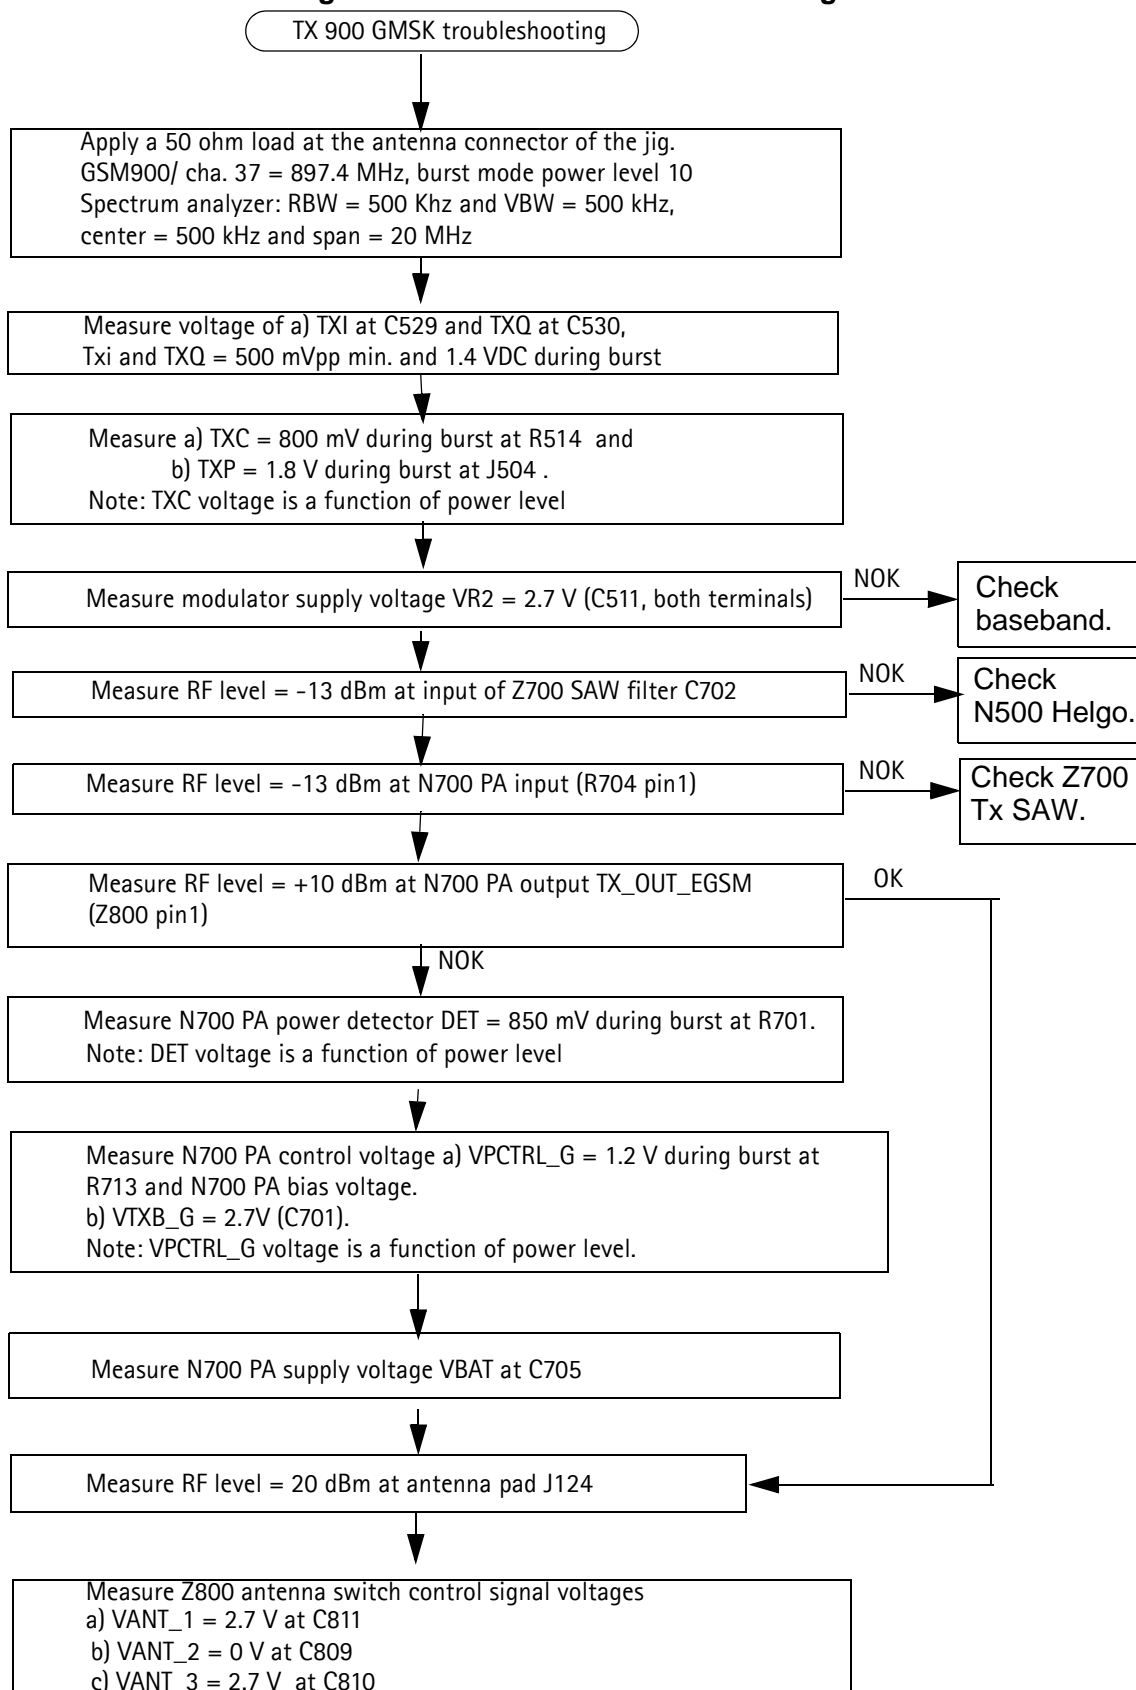 TX 900 GMSK troubleshooting
Apply a 50 ohm load at the antenna connector of the jig.
GSM900/ cha. 37 = 897.4 MHz, burst mode power level 10
Spectrum analyzer: RBW = 500 Khz and VBW = 500 kHz,
center = 500 kHz and span = 20 MHz
Measure voltage of a) TXI at C529 and TXQ at C530,
Txi and TXQ = 500 mVpp min. and 1.4 VDC during burst
Measure a) TXC = 800 mV during burst at R514 and
b) TXP = 1.8 V during burst at J504 .
Note: TXC voltage is a function of power level
Measure modulator supply voltage VR2 = 2.7 V (C511, both terminals)
NOK
Check
baseband.
Measure RF level = -13 dBm at input of Z700 SAW filter C702
NOK
Check
N500 Helgo.
Measure RF level = -13 dBm at N700 PA input (R704 pin1)
NOK
Check Z700
Tx SAW.
Measure RF level = +10 dBm at N700 PA output TX_OUT_EGSM
(Z800 pin1)
OK
NOK
Measure N700 PA power detector DET = 850 mV during burst at R701.
Note: DET voltage is a function of power level
Measure N700 PA control voltage a) VPCTRL_G = 1.2 V during burst at
R713 and N700 PA bias voltage.
b) VTXB_G = 2.7V (C701).
Note: VPCTRL_G voltage is a function of power level.
Measure N700 PA supply voltage VBAT at C705
Measure RF level = 20 dBm at antenna pad J124
Measure Z800 antenna switch control signal voltages
a) VANT_1 = 2.7 V at C811
b) VANT_2 = 0 V at C809
c) VANT_3 = 2.7 V at C810